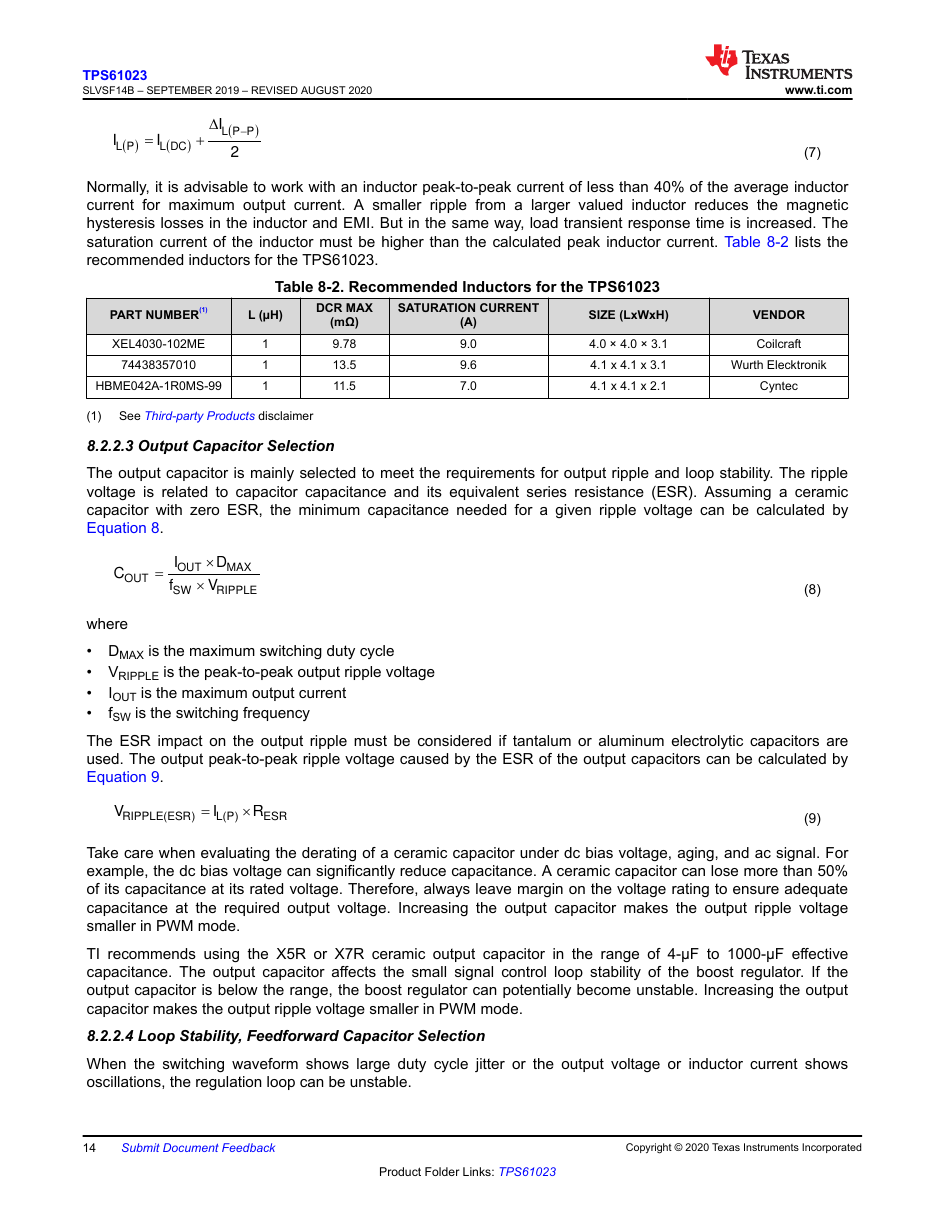 TPS61023
SLVSF14B – SEPTEMBER 2019 – REVISED AUGUST 2020
TEXAS
INSTRUMENTS
www.ti.com
I_L(P) = I_L(DC) + ΔI_L(P−P) / 2
(7)
Normally, it is advisable to work with an inductor peak-to-peak current of less than 40% of the average inductor
current for maximum output current. A smaller ripple from a larger valued inductor reduces the magnetic
hysteresis losses in the inductor and EMI. But in the same way, load transient response time is increased. The
saturation current of the inductor must be higher than the calculated peak inductor current. Table 8-2 lists the
recommended inductors for the TPS61023.
Table 8-2. Recommended Inductors for the TPS61023
PART NUMBER(1) L (µH) DCR MAX (mΩ) SATURATION CURRENT (A) SIZE (LxWxH) VENDOR
XEL4030-102ME 1 9.78 9.0 4.0 × 4.0 × 3.1 Coilcraft
74438357010 1 13.5 9.6 4.1 x 4.1 x 3.1 Wurth Elecktronik
HBME042A-1R0MS-99 1 11.5 7.0 4.1 x 4.1 x 2.1 Cyntec
(1) See Third-party Products disclaimer
8.2.2.3 Output Capacitor Selection
The output capacitor is mainly selected to meet the requirements for output ripple and loop stability. The ripple
voltage is related to capacitor capacitance and its equivalent series resistance (ESR). Assuming a ceramic
capacitor with zero ESR, the minimum capacitance needed for a given ripple voltage can be calculated by
Equation 8.
C_OUT = I_OUT × D_MAX / f_SW × V_RIPPLE
(8)
where
• D_MAX is the maximum switching duty cycle
• V_RIPPLE is the peak-to-peak output ripple voltage
• I_OUT is the maximum output current
• f_SW is the switching frequency
The ESR impact on the output ripple must be considered if tantalum or aluminum electrolytic capacitors are
used. The output peak-to-peak ripple voltage caused by the ESR of the output capacitors can be calculated by
Equation 9.
V_RIPPLE(ESR) = I_L(P) × R_ESR
(9)
Take care when evaluating the derating of a ceramic capacitor under dc bias voltage, aging, and ac signal. For
example, the dc bias voltage can significantly reduce capacitance. A ceramic capacitor can lose more than 50%
of its capacitance at its rated voltage. Therefore, always leave margin on the voltage rating to ensure adequate
capacitance at the required output voltage. Increasing the output capacitor makes the output ripple voltage
smaller in PWM mode.
TI recommends using the X5R or X7R ceramic output capacitor in the range of 4-µF to 1000-µF effective
capacitance. The output capacitor affects the small signal control loop stability of the boost regulator. If the
output capacitor is below the range, the boost regulator can potentially become unstable. Increasing the output
capacitor makes the output ripple voltage smaller in PWM mode.
8.2.2.4 Loop Stability, Feedforward Capacitor Selection
When the switching waveform shows large duty cycle jitter or the output voltage or inductor current shows
oscillations, the regulation loop can be unstable.
14 Submit Document Feedback
Copyright © 2020 Texas Instruments Incorporated
Product Folder Links: TPS61023